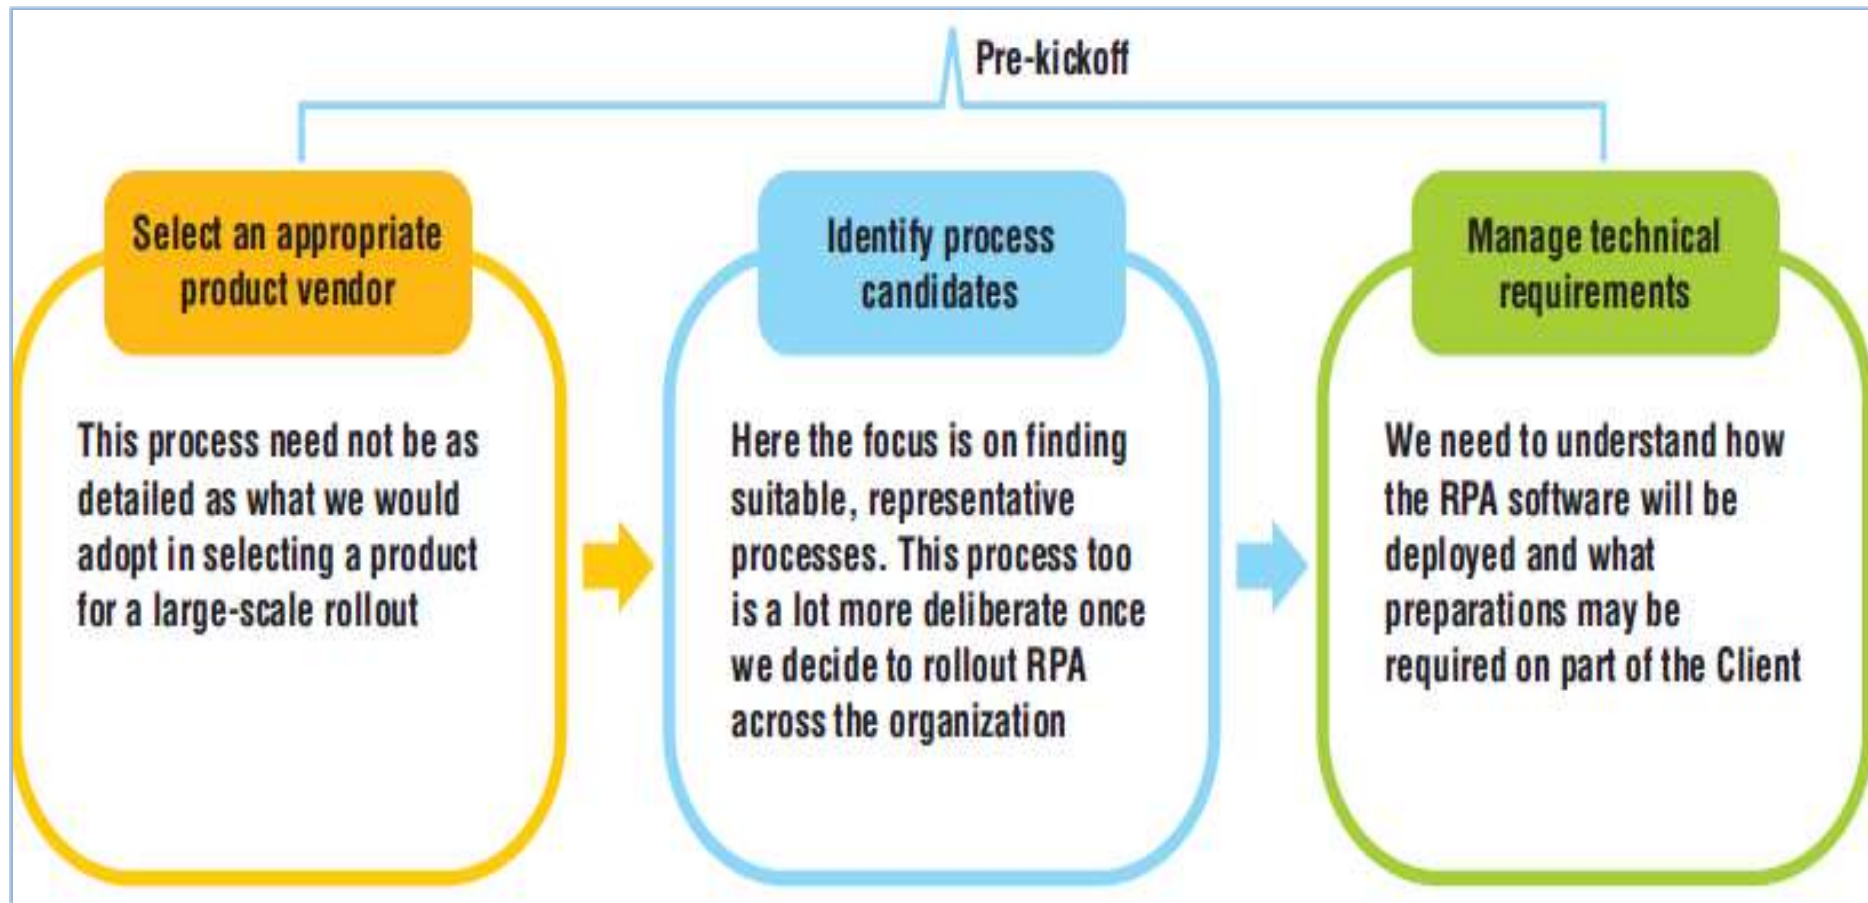 Pre-kickoff
Select an appropriate
product vendor
This process need not be as
detailed as what we would
adopt in selecting a product
for a large-scale rollout
Identify process
candidates
Here the focus is on finding
suitable, representative
processes. This process too
is a lot more deliberate once
we decide to rollout RPA
across the organization
Manage technical
requirements
We need to understand how
the RPA software will be
deployed and what
preparations may be
required on part of the Client